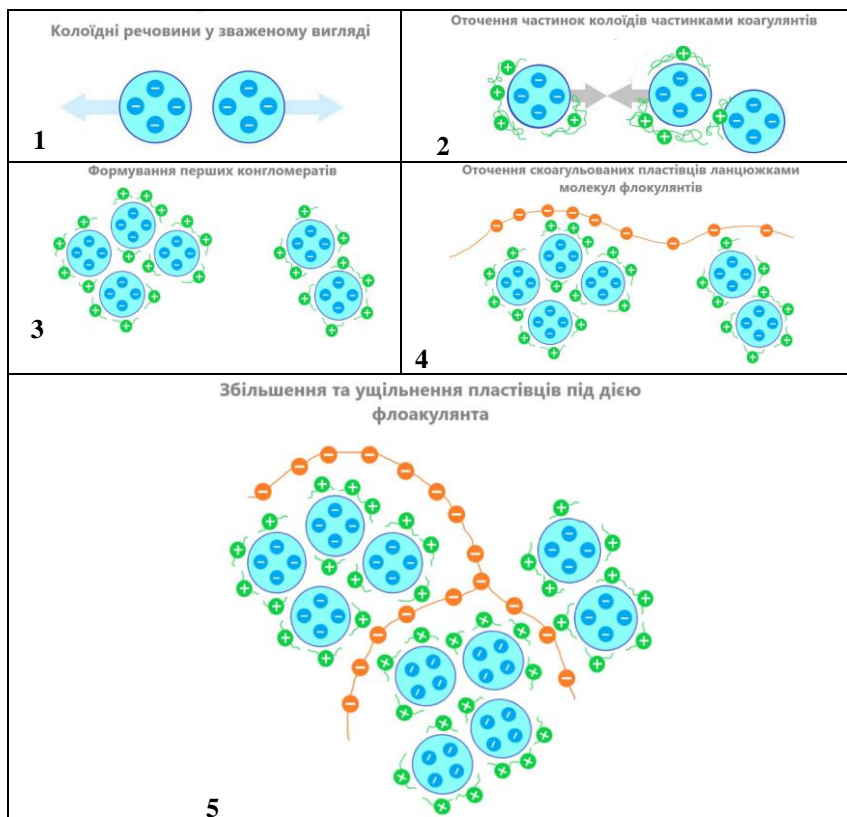 Колоїдні речовини у зваженому вигляді
1
Оточення частинок колоїдів частинками коагулянтів
2
Формування перших конгломератів
3
Оточення скоагульованих пластівців ланцюжками
молекул флокулянтів
4
Збільшення та ущільнення пластівців під дією
флоакулянта
5